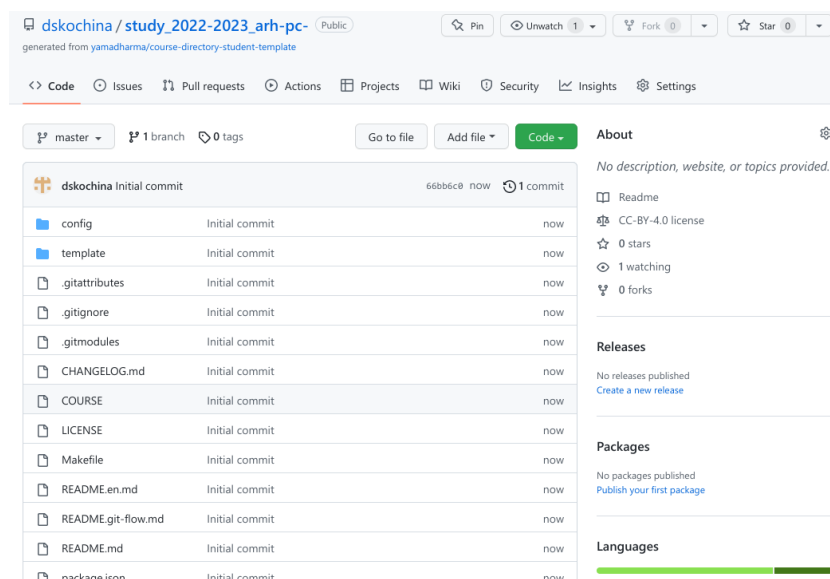 dskochina / study_2022-2023_arh-pc- Public
Pin Unwatch 1 Fork 0 Star 0
generated from yamadharma/course-directory-student-template
<> Code Issues Pull requests Actions Projects Wiki Security Insights Settings
master 1 branch 0 tags Go to file Add file Code
dskochina Initial commit 66bb6c0 now 1 commit
config Initial commit now
template Initial commit now
.gitattributes Initial commit now
.gitignore Initial commit now
.gitmodules Initial commit now
CHANGELOG.md Initial commit now
COURSE Initial commit now
LICENSE Initial commit now
Makefile Initial commit now
README.en.md Initial commit now
README.git-flow.md Initial commit now
README.md Initial commit now
package.json Initial commit now
About
No description, website, or topics provided.
Readme
CC-BY-4.0 license
0 stars
1 watching
0 forks
Releases
No releases published
Create a new release
Packages
No packages published
Publish your first package
Languages